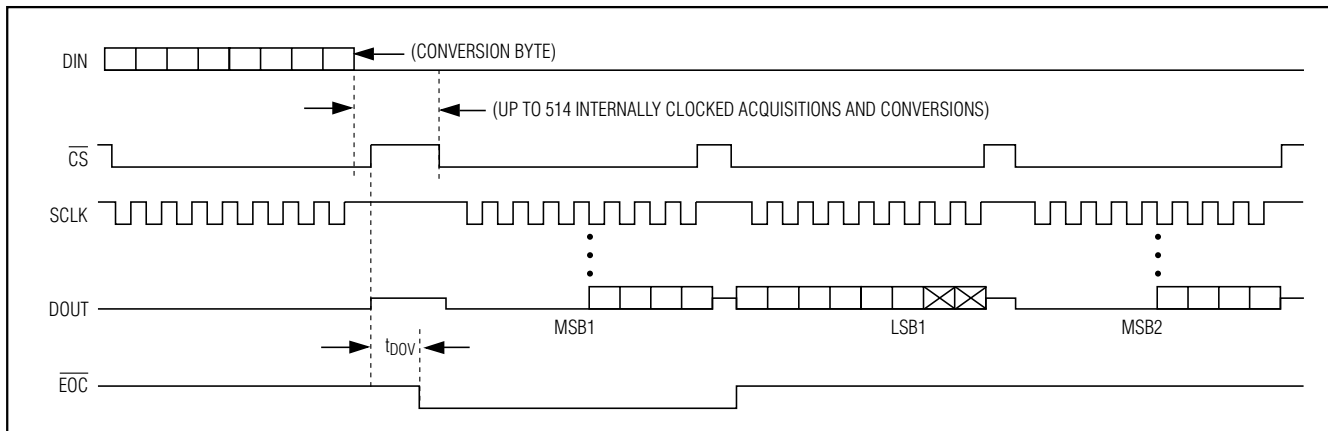 DIN
(CONVERSION BYTE)
(UP TO 514 INTERNALLY CLOCKED ACQUISITIONS AND CONVERSIONS)
CS
SCLK
DOUT
MSB1
LSB1
MSB2
tDOV
EOC